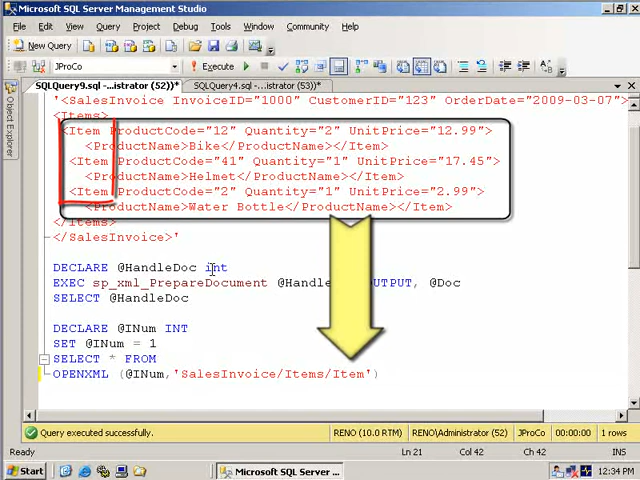 Microsoft SQL Server Management Studio
File Edit View Query Project Debug Tools Window Community Help
New Query
JProCo Execute
SQLQuery9.sql -...istrator (52))* SQLQuery4.sql -...istrator (53))*
Object Explorer
'<SalesInvoice InvoiceID="1000" CustomerID="123" OrderDate="2009-03-07">
<Items>
<Item ProductCode="12" Quantity="2" UnitPrice="12.99">
<ProductName>Bike</ProductName></Item>
<Item ProductCode="41" Quantity="1" UnitPrice="17.45">
<ProductName>Helmet</ProductName></Item>
<Item ProductCode="2" Quantity="1" UnitPrice="2.99">
<ProductName>Water Bottle</ProductName></Item>
</Items>
</SalesInvoice>'
DECLARE @HandleDoc int
EXEC sp_xml_PrepareDocument @Handle OUTPUT, @Doc
SELECT @HandleDoc
DECLARE @INum INT
SET @INum = 1
SELECT * FROM
OPENXML (@INum,'SalesInvoice/Items/Item')
Query executed successfully. RENO (10.0 RTM) RENO\Administrator (52) JProCo 00:00:00 1 rows
Ready Ln 21 Col 42 Ch 42 INS
Start Microsoft SQL Server ... 12:34 PM